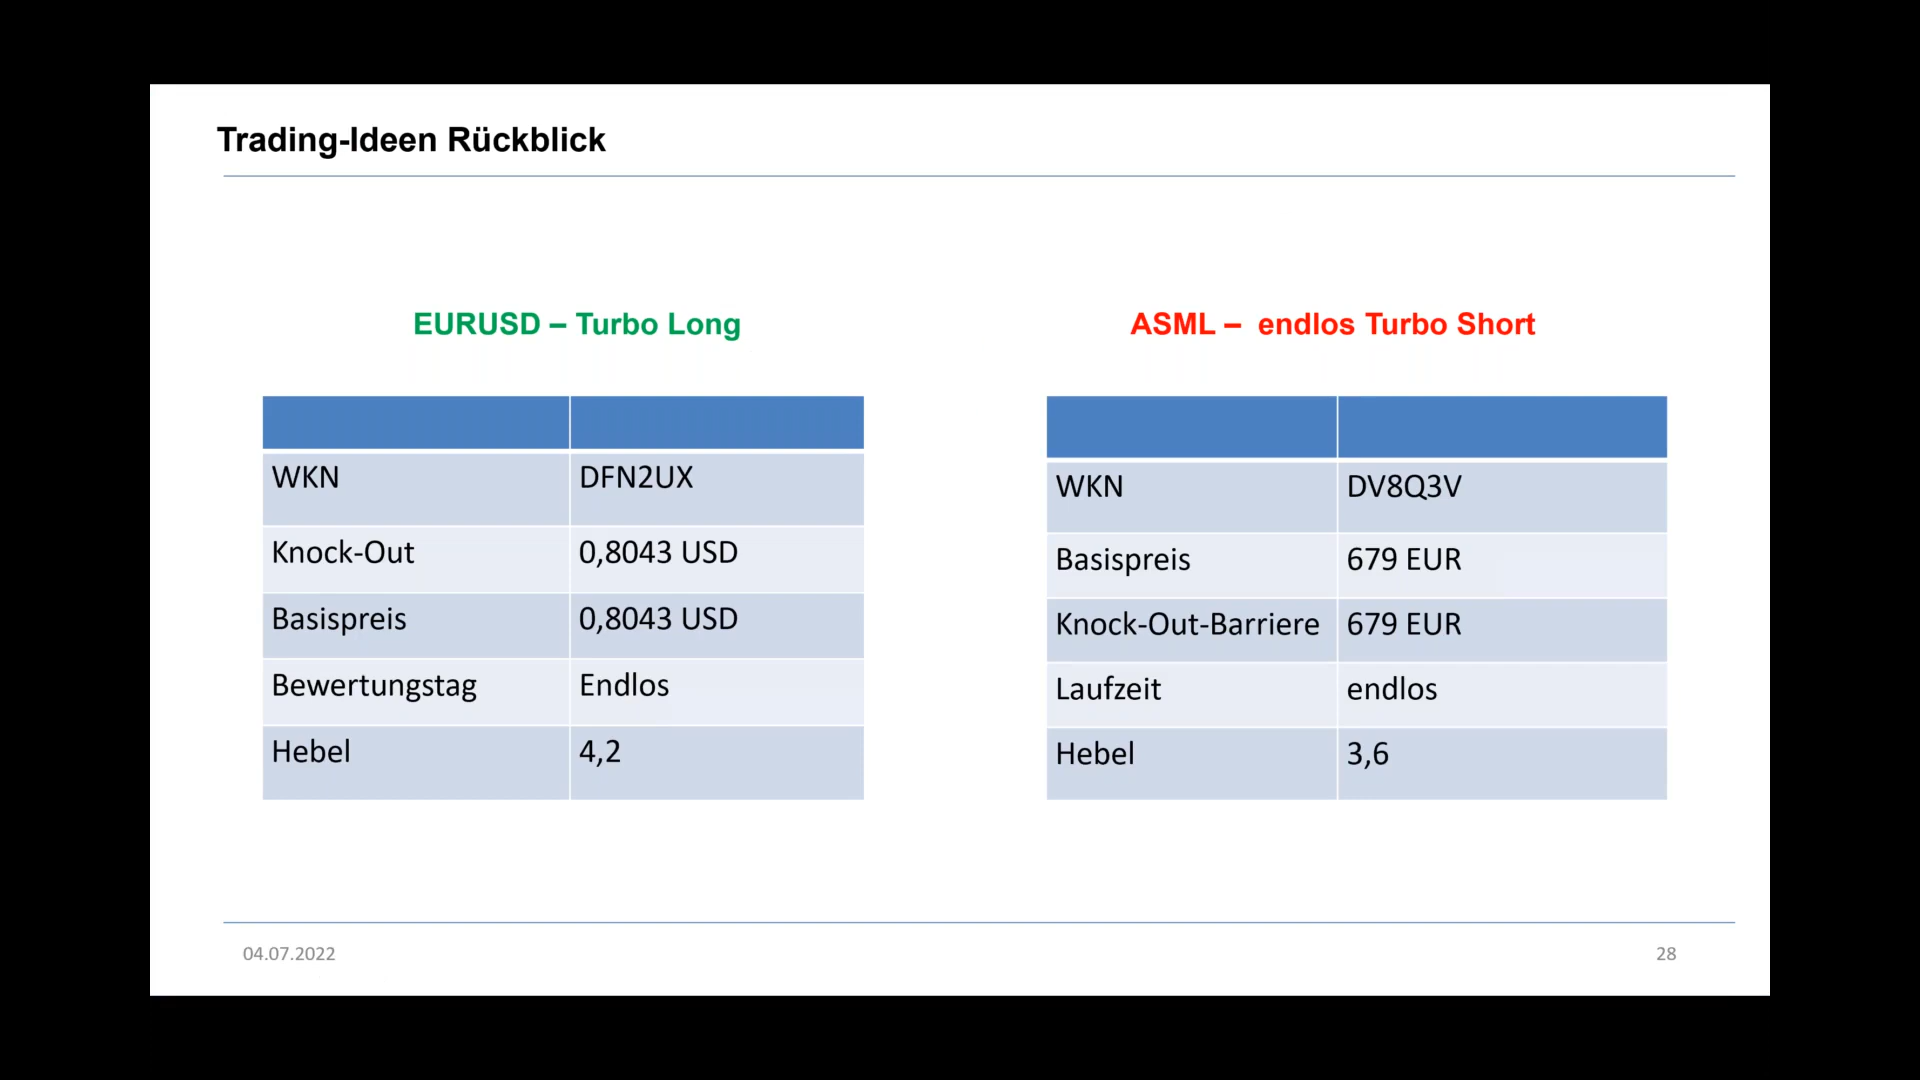 Trading-Ideen Rückblick
EURUSD – Turbo Long
WKN DFN2UX
Knock-Out 0,8043 USD
Basispreis 0,8043 USD
Bewertungstag Endlos
Hebel 4,2
ASML – endlos Turbo Short
WKN DV8Q3V
Basispreis 679 EUR
Knock-Out-Barriere 679 EUR
Laufzeit endlos
Hebel 3,6
04.07.2022
28